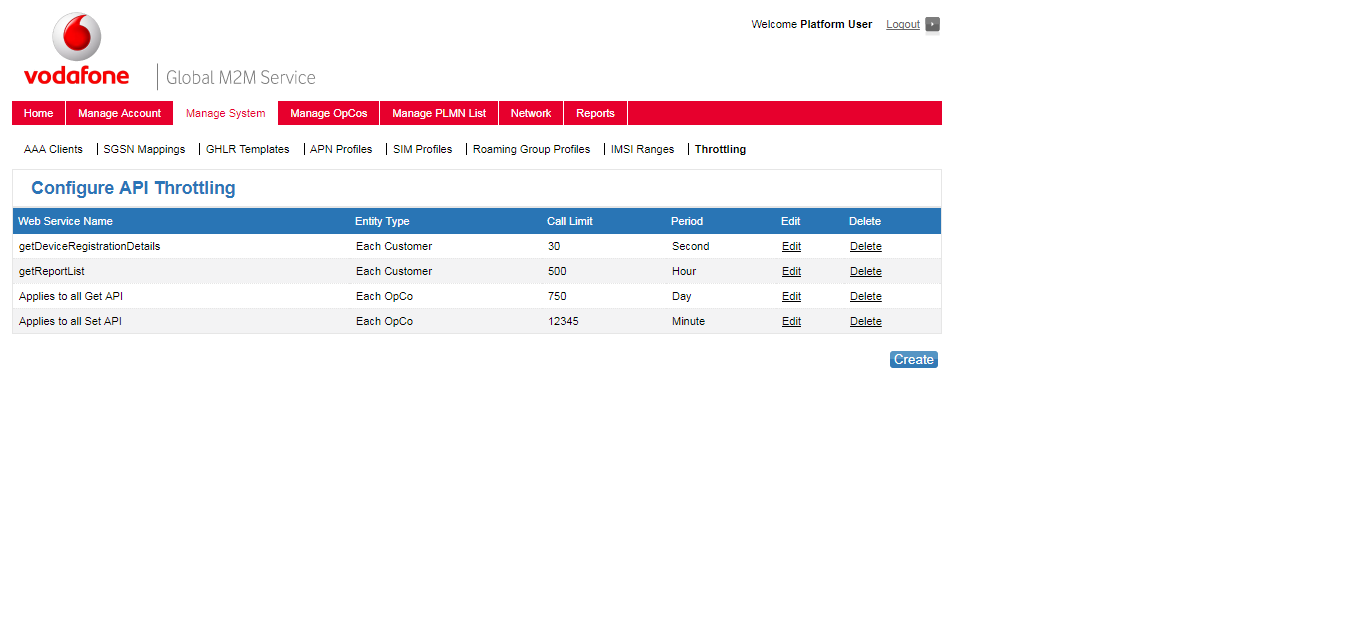 Welcome Platform User Logout
vodafone Global M2M Service
Home Manage Account Manage System Manage OpCos Manage PLMN List Network Reports
AAA Clients SGSN Mappings GHLR Templates APN Profiles SIM Profiles Roaming Group Profiles IMSI Ranges Throttling
Configure API Throttling
Web Service Name Entity Type Call Limit Period Edit Delete
getDeviceRegistrationDetails Each Customer 30 Second Edit Delete
getReportList Each Customer 500 Hour Edit Delete
Applies to all Get API Each OpCo 750 Day Edit Delete
Applies to all Set API Each OpCo 12345 Minute Edit Delete
Create